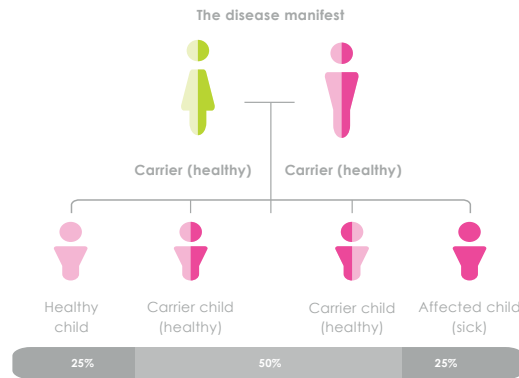 The disease manifest
Carrier (healthy) Carrier (healthy)
Healthy child
Carrier child (healthy)
Carrier child (healthy)
Affected child (sick)
25% 50% 25%